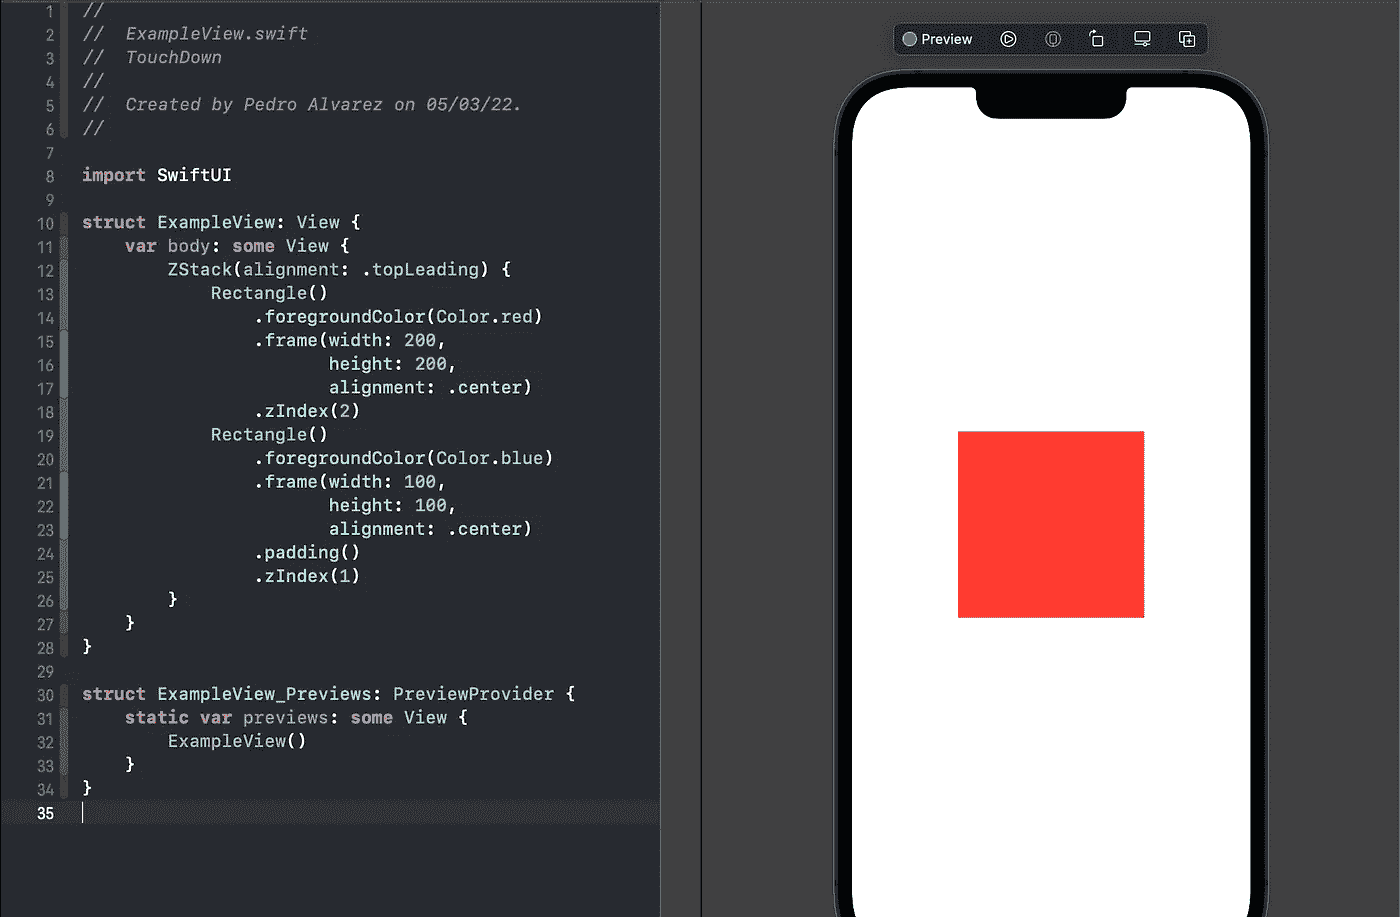 1 //
2 //  ExampleView.swift
3 //  TouchDown
4 //
5 //  Created by Pedro Alvarez on 05/03/22.
6 //
7
8 import SwiftUI
9
10 struct ExampleView: View {
11     var body: some View {
12         ZStack(alignment: .topLeading) {
13             Rectangle()
14                 .foregroundColor(Color.red)
15                 .frame(width: 200,
16                        height: 200,
17                        alignment: .center)
18                 .zIndex(2)
19             Rectangle()
20                 .foregroundColor(Color.blue)
21                 .frame(width: 100,
22                        height: 100,
23                        alignment: .center)
24                 .padding()
25                 .zIndex(1)
26         }
27     }
28 }
29
30 struct ExampleView_Previews: PreviewProvider {
31     static var previews: some View {
32         ExampleView()
33     }
34 }
35
Preview